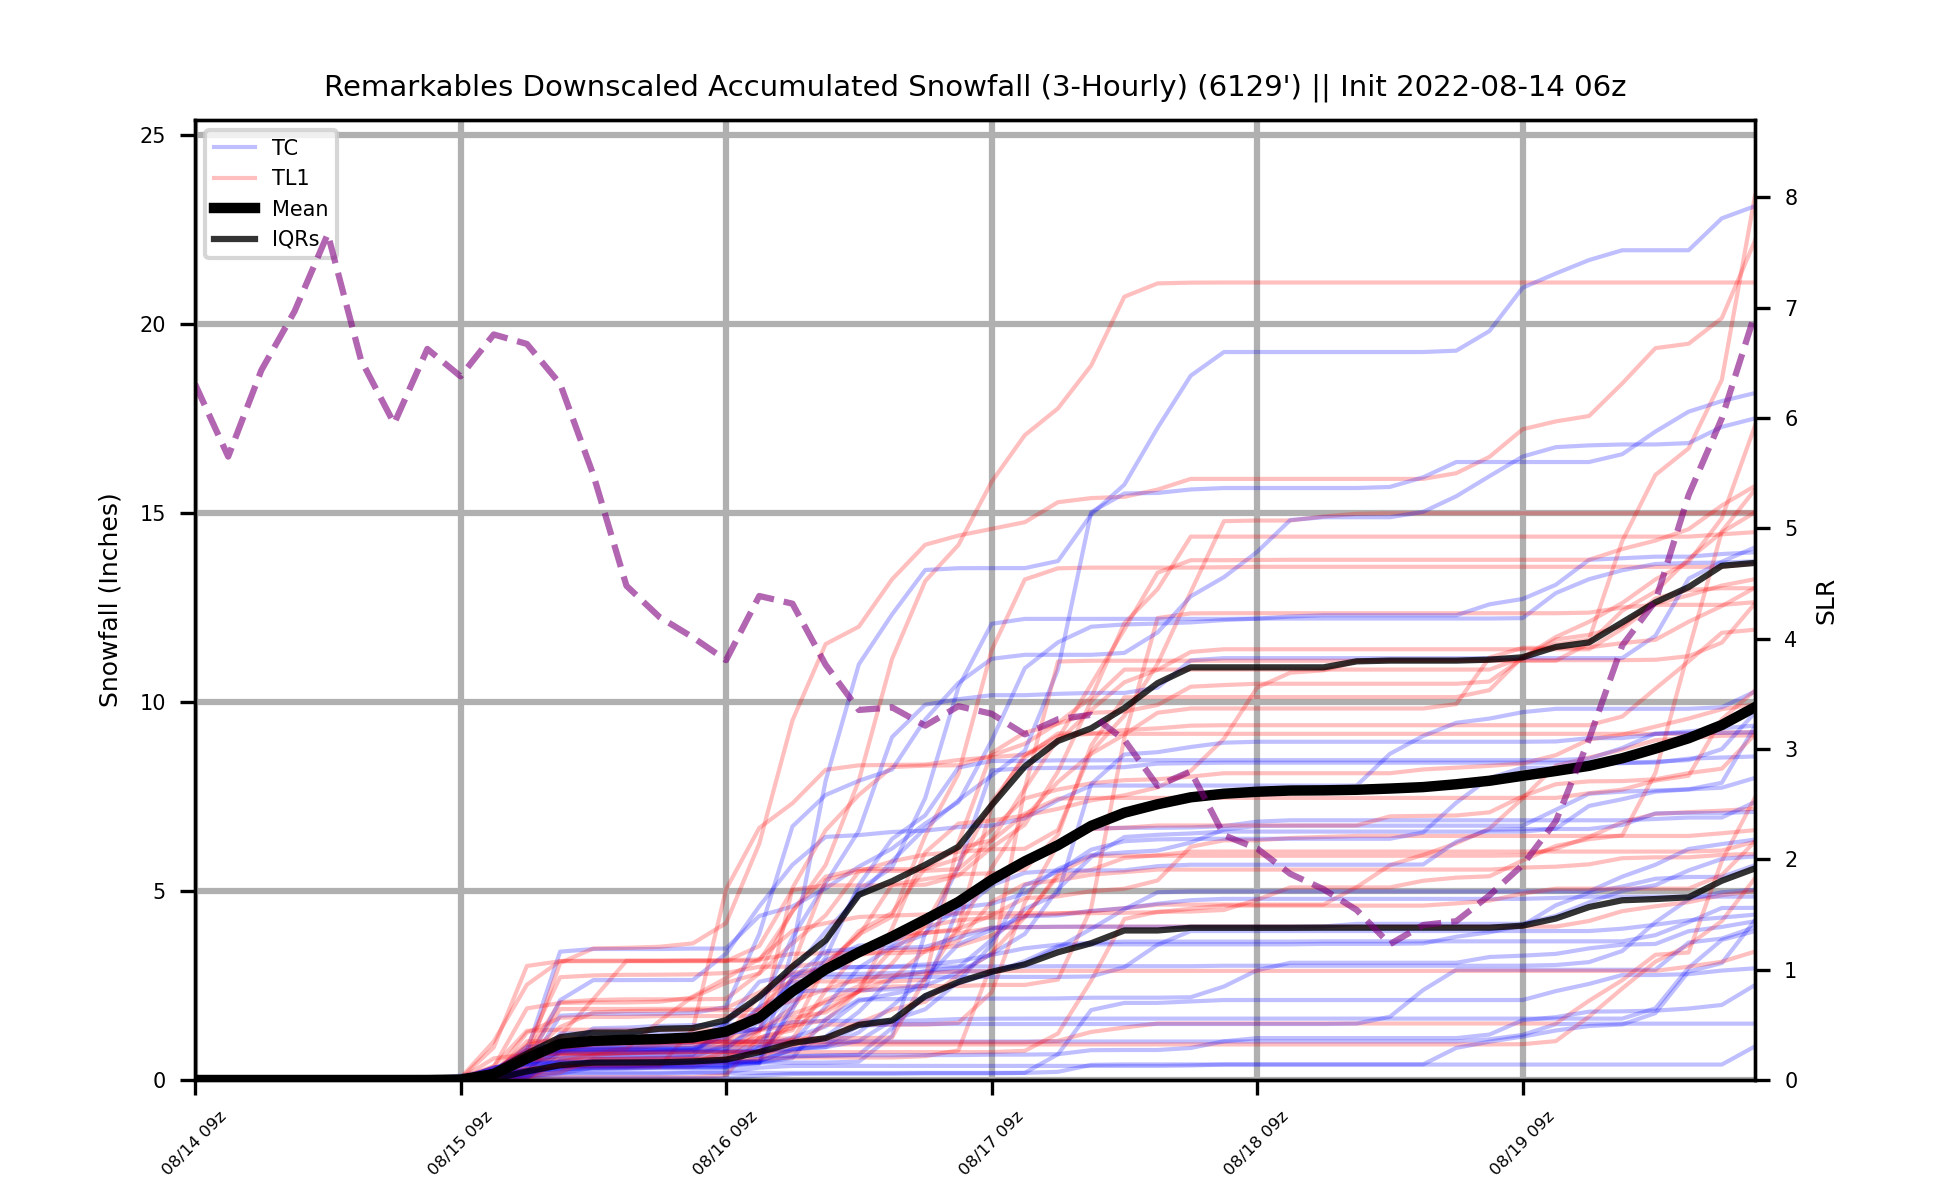 Remarkables Downscaled Accumulated Snowfall (3-Hourly) (6129') || Init 2022-08-14 06z
TC
TL1
Mean
IQRs
Snowfall (Inches)
25
20
15
10
5
0
SLR
8
7
6
5
4
3
2
1
0
08/14 09z
08/15 09z
08/16 09z
08/17 09z
08/18 09z
08/19 09z